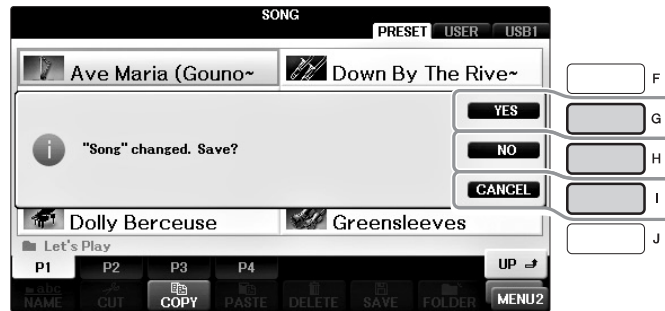 SONG
PRESET USER USB1
Ave Maria (Gouno~ Down By The Rive~
F
YES
G
"Song" changed. Save?
NO
H
CANCEL
I
Dolly Berceuse Greensleeves
J
Let's Play
P1 P2 P3 P4 UP
abc
NAME CUT COPY PASTE DELETE SAVE FOLDER MENU2